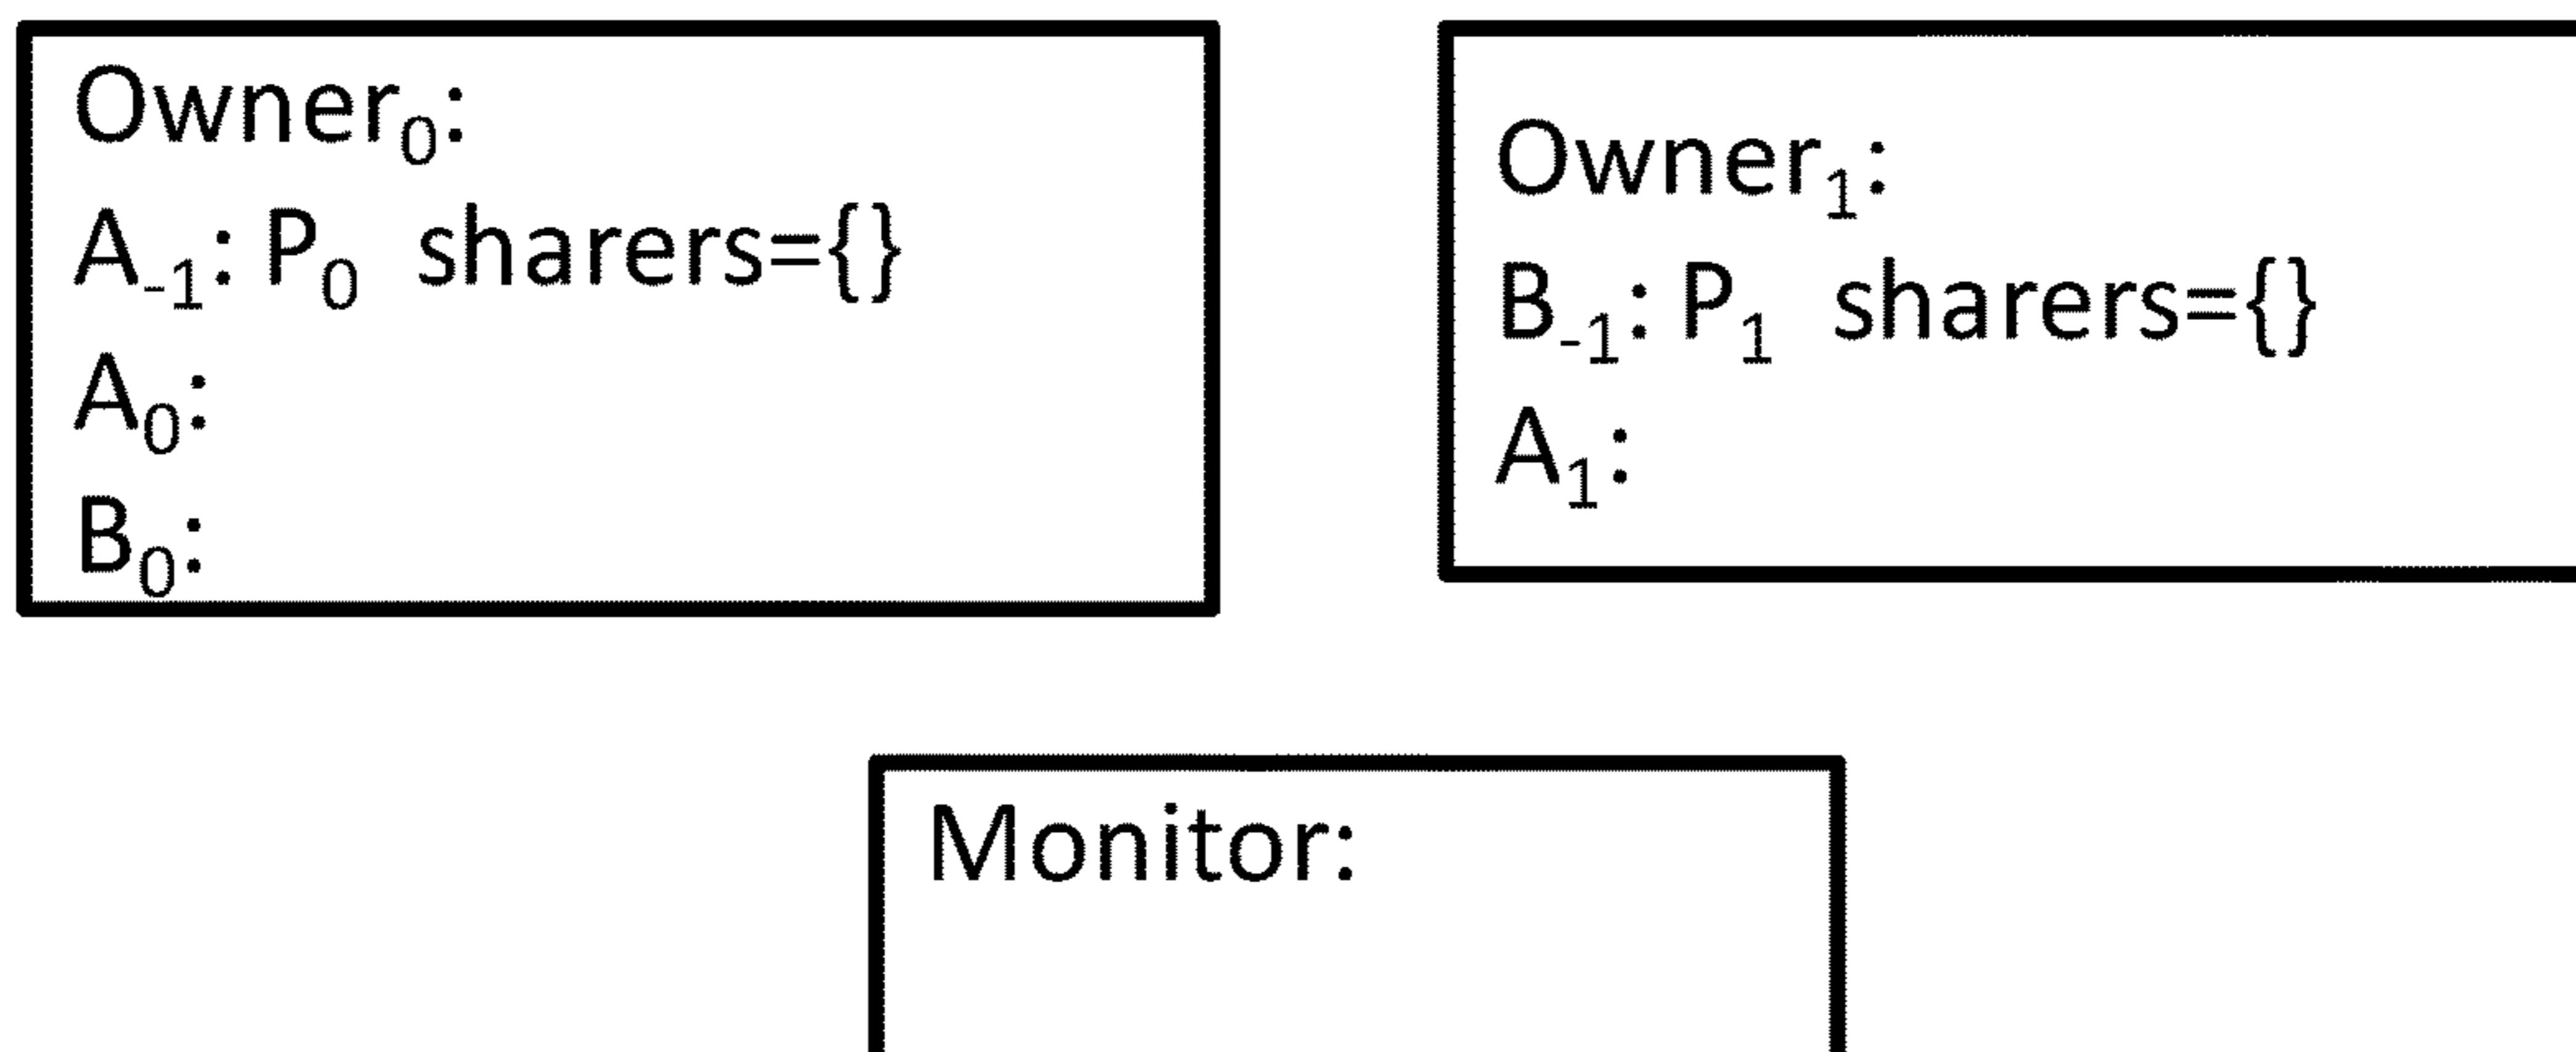 Owner₀:
A₋₁: P₀ sharers={}
A₀:
B₀:
Owner₁:
B₋₁: P₁ sharers={}
A₁:
Monitor: